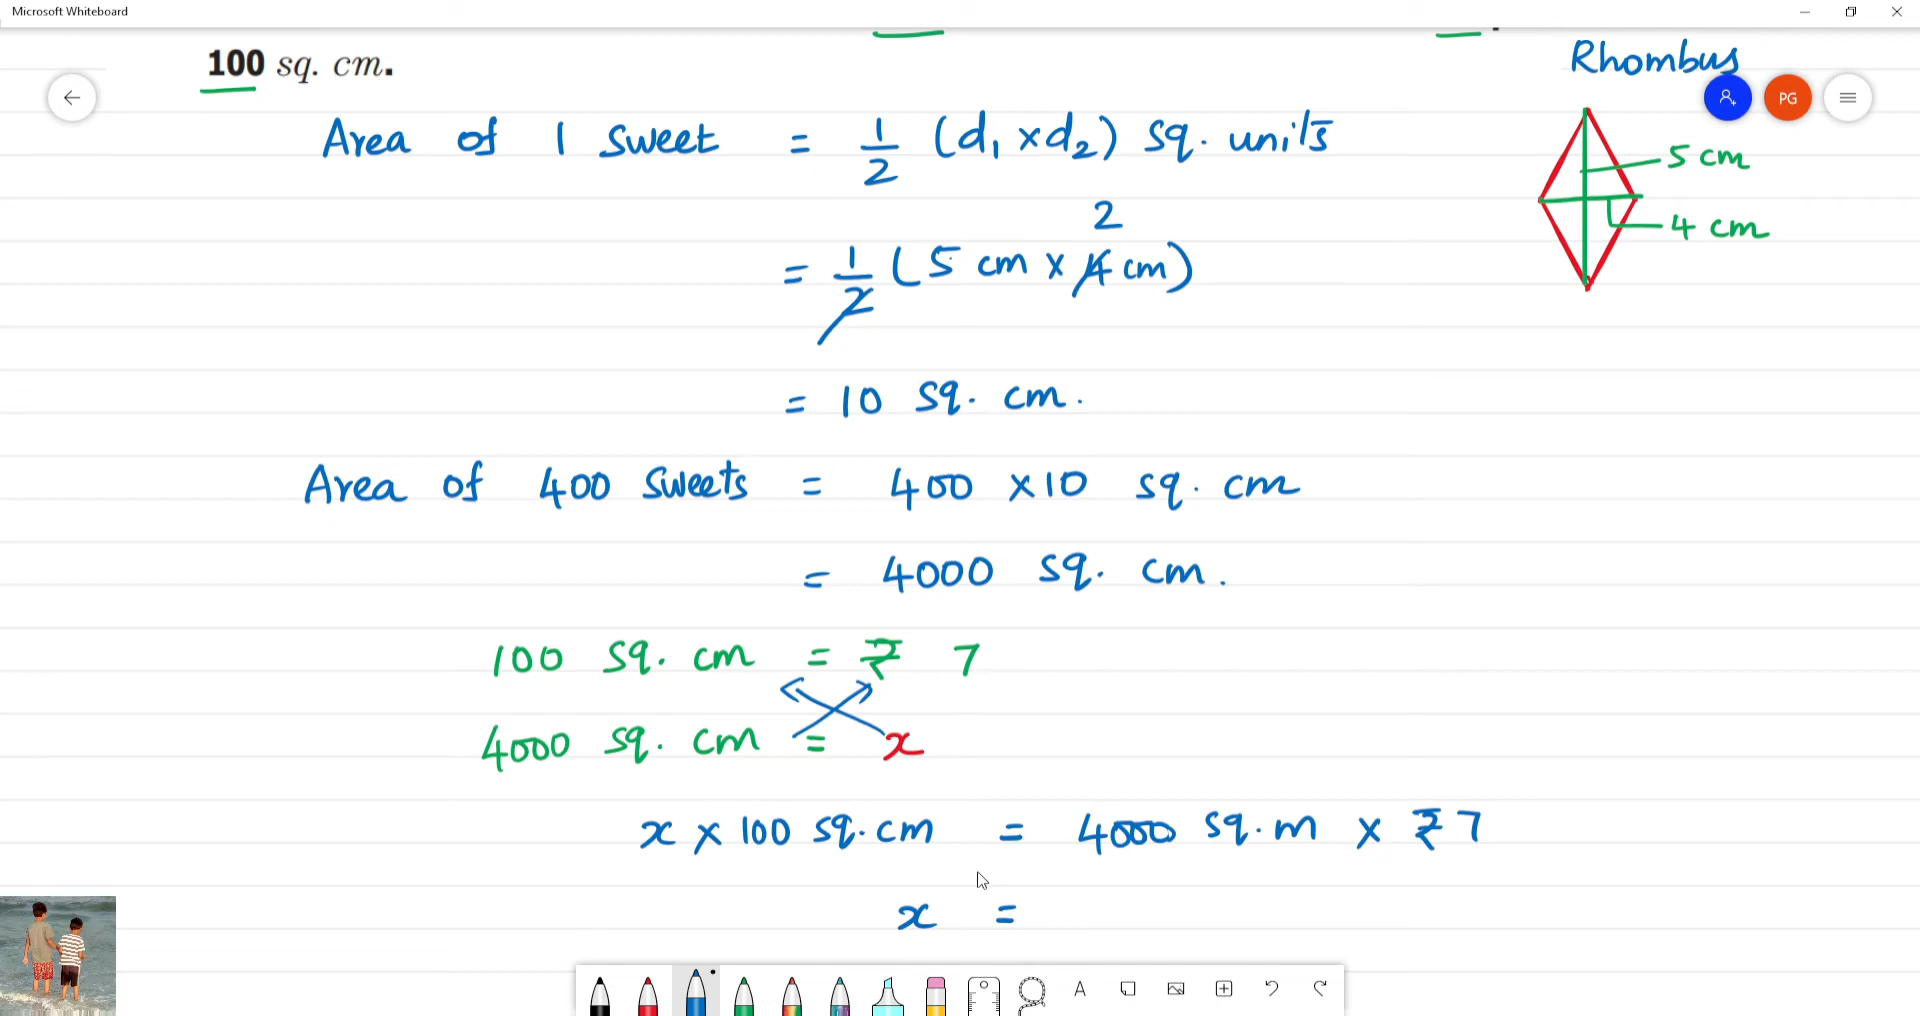 Microsoft Whiteboard
100 sq. cm.
Rhombus
PG
Area of 1 sweet = 1/2 (d₁ × d₂) sq. units
5 cm
4 cm
2
= 1/2 (5 cm × 4 cm)
= 10 sq. cm.
Area of 400 sweets = 400 × 10 sq. cm
= 4000 sq. cm.
100 sq. cm = ₹ 7
4000 sq. cm = x
x × 100 sq. cm = 4000 sq. m × ₹ 7
x =
A